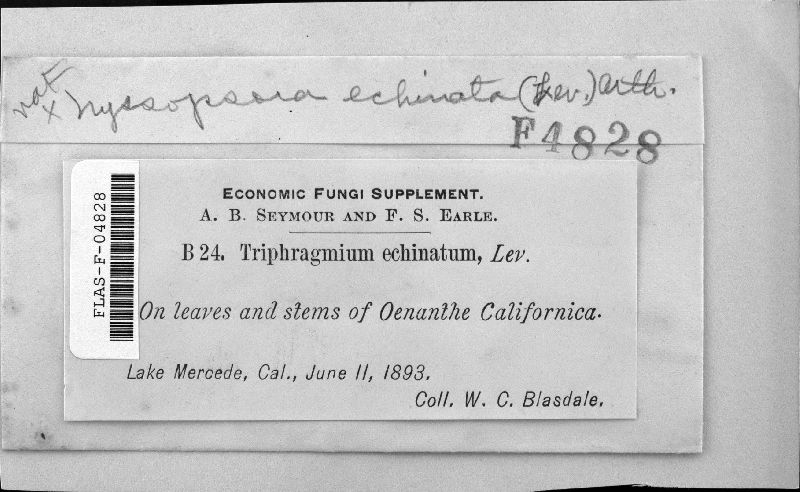 nat
x Nyssopsora echinata (Lev.) Arth.
F4828
FLAS-F-04828
ECONOMIC FUNGI SUPPLEMENT.
A. B. SEYMOUR AND F. S. EARLE.
B 24. Triphragmium echinatum, Lev.
On leaves and stems of Oenanthe Californica.
Lake Mercede, Cal., June 11, 1893.
Coll. W. C. Blasdale.